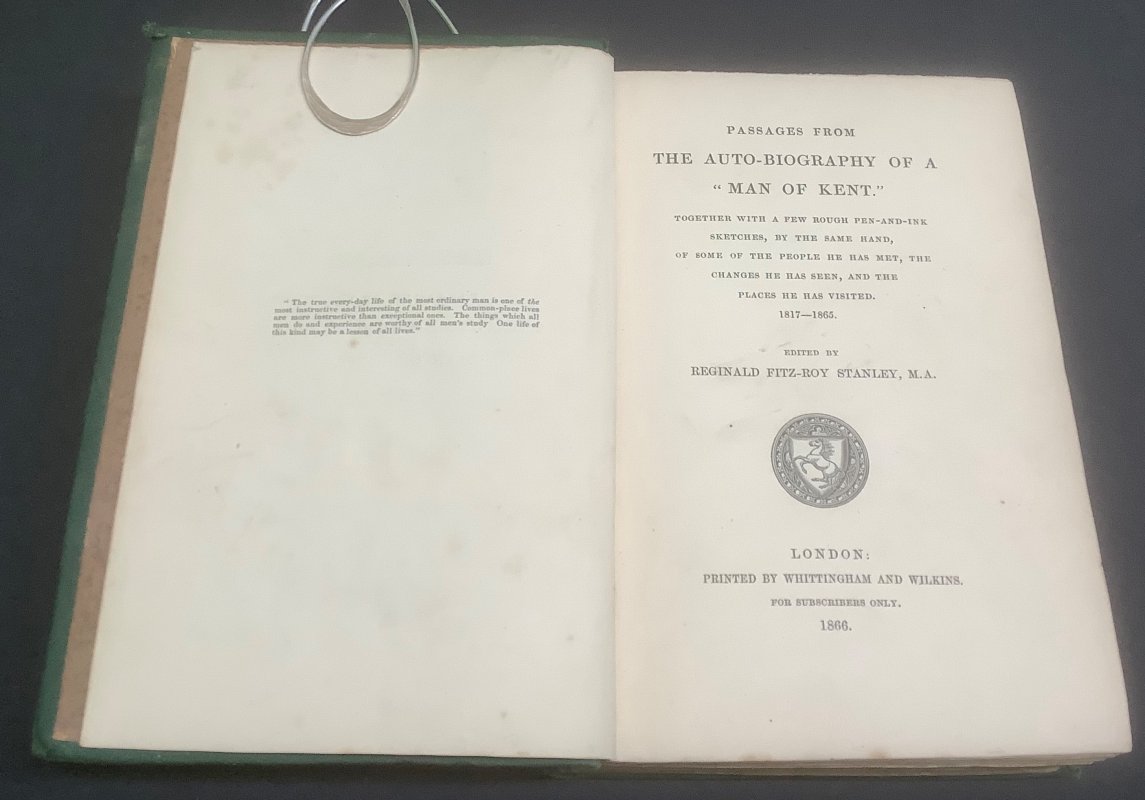 "The true every-day life of the most ordinary man is one of the
most instructive and interesting of all studies. Common-place lives
are more instructive than exceptional ones. The things which all
men do and experience are worthy of all men's study One life of
this kind may be a lesson of all lives."
PASSAGES FROM
THE AUTO-BIOGRAPHY OF A
"MAN OF KENT."
TOGETHER WITH A FEW ROUGH PEN-AND-INK
SKETCHES, BY THE SAME HAND,
OF SOME OF THE PEOPLE HE HAS MET, THE
CHANGES HE HAS SEEN, AND THE
PLACES HE HAS VISITED.
1817—1865.
EDITED BY
REGINALD FITZ-ROY STANLEY, M.A.
LONDON:
PRINTED BY WHITTINGHAM AND WILKINS.
FOR SUBSCRIBERS ONLY.
1866.